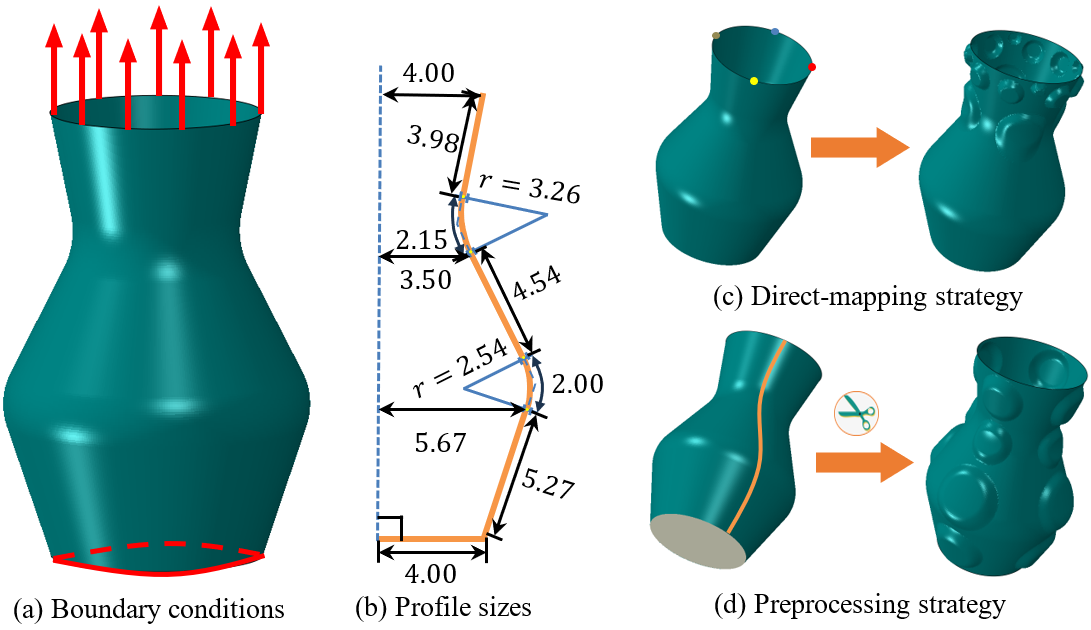 4.00
3.98
r = 3.26
2.15
3.50
4.54
r = 2.54
2.00
5.67
5.27
4.00
(a) Boundary conditions
(b) Profile sizes
(c) Direct-mapping strategy
(d) Preprocessing strategy